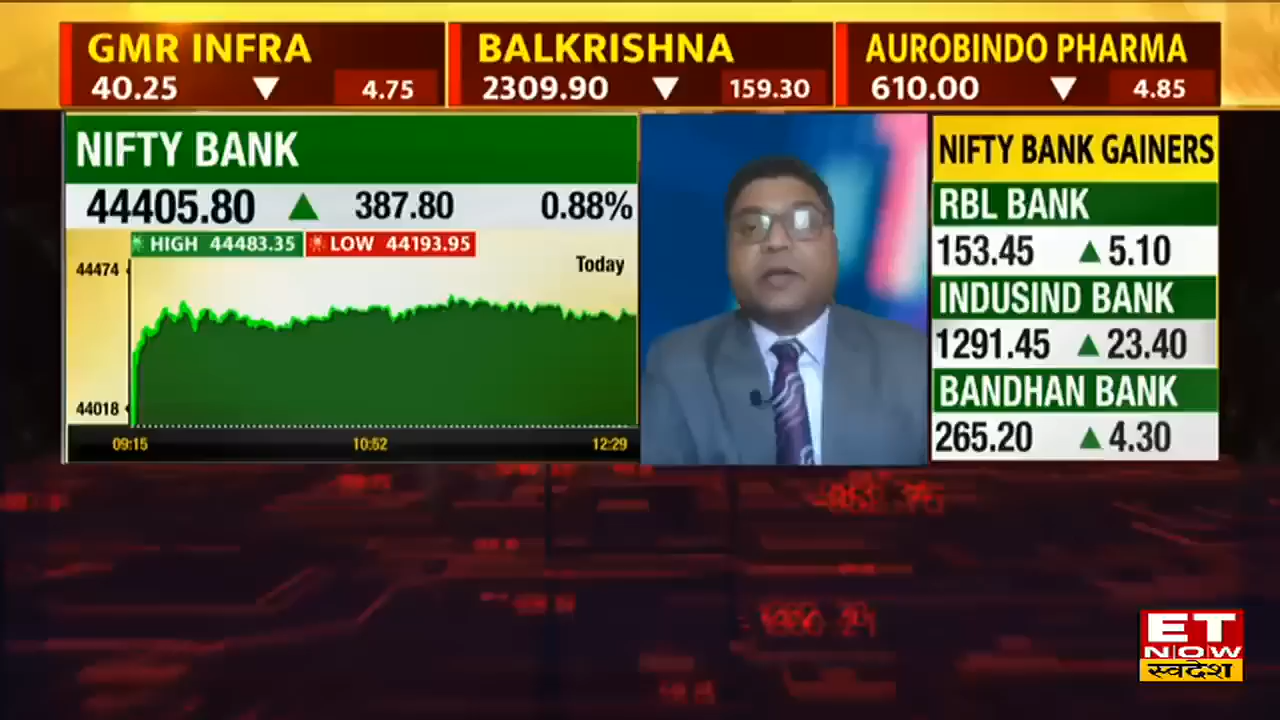 GMR INFRA
40.25 ▼ 4.75
BALKRISHNA
2309.90 ▼ 159.30
AUROBINDO PHARMA
610.00 ▼ 4.85
NIFTY BANK
44405.80 ▲ 387.80 0.88%
HIGH 44483.35 LOW 44193.95
Today
44474
44018
09:15 10:52 12:29
NIFTY BANK GAINERS
RBL BANK
153.45 ▲ 5.10
INDUSIND BANK
1291.45 ▲ 23.40
BANDHAN BANK
265.20 ▲ 4.30
ET
NOW
स्वदेश